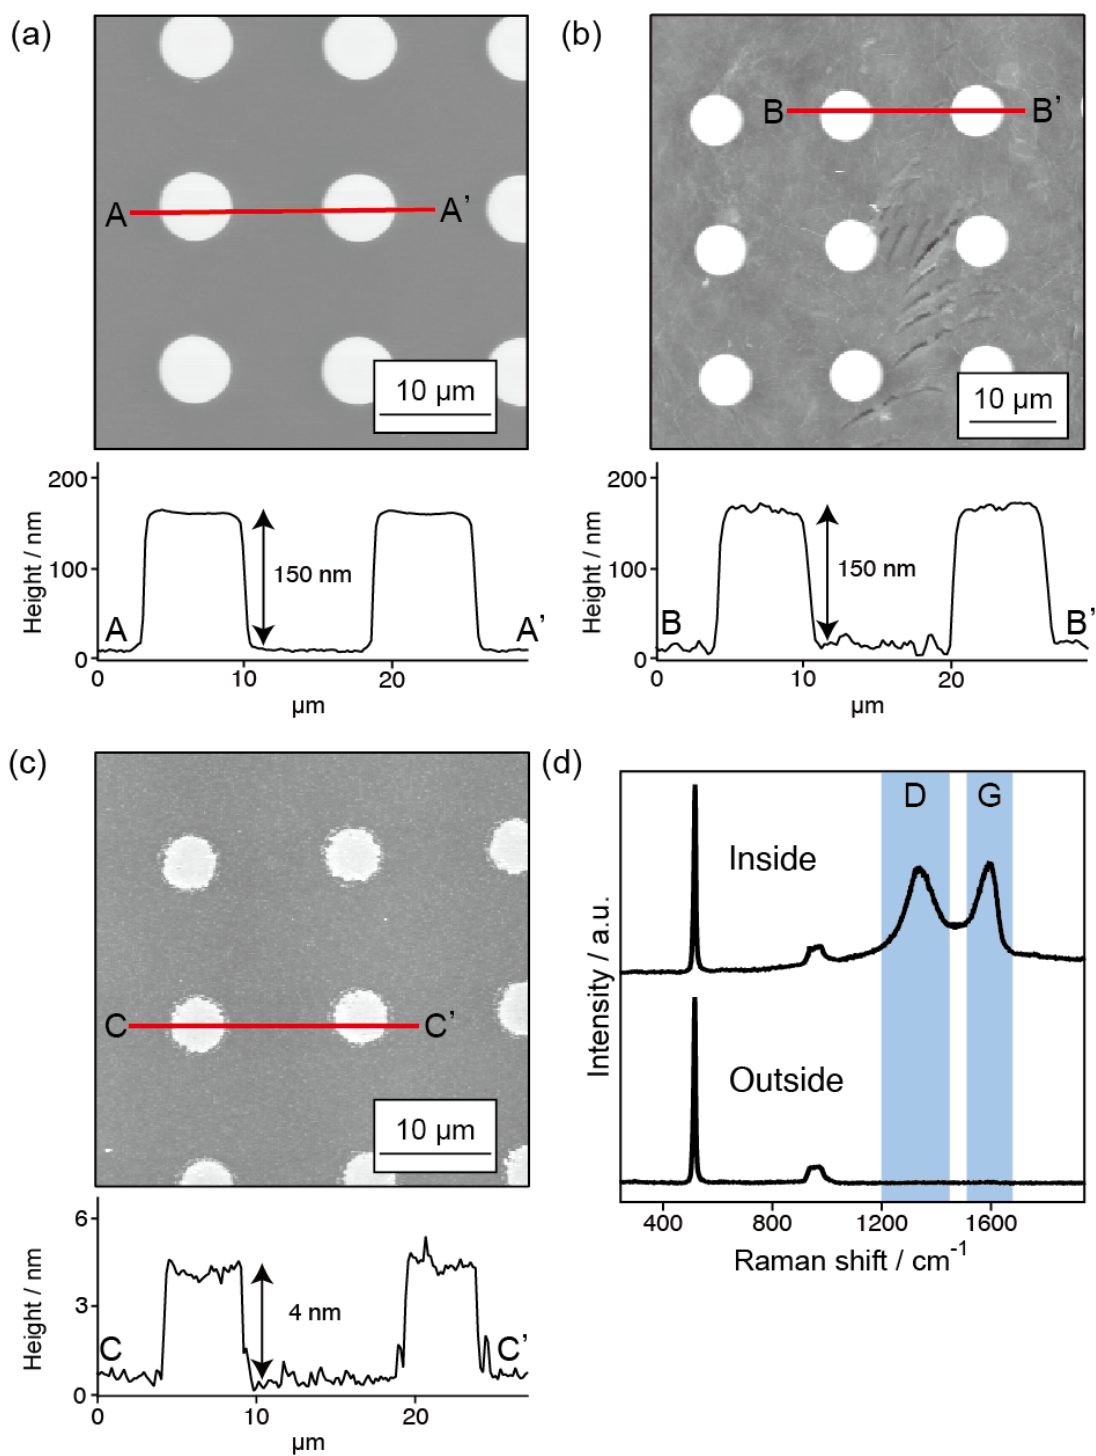 (a)
A A’
10 µm
200
100
0
Height / nm
150 nm
A A’
0 10 20
µm
(b)
B B’
10 µm
200
100
0
Height / nm
150 nm
B B’
0 10 20
µm
(c)
C C’
10 µm
6
3
0
Height / nm
4 nm
C C’
0 10 20
µm
(d)
D G
Inside
Outside
Intensity / a.u.
400 800 1200 1600
Raman shift / cm⁻¹